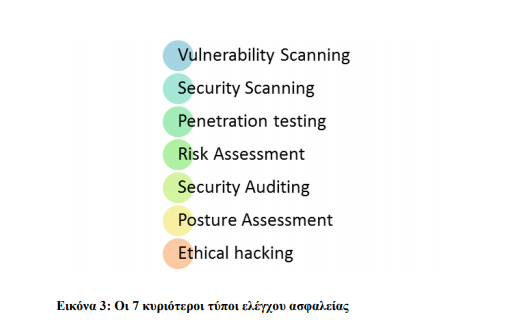 Vulnerability Scanning
Security Scanning
Penetration testing
Risk Assessment
Security Auditing
Posture Assessment
Ethical hacking
Εικόνα 3: Οι 7 κυριότεροι τύποι ελέγχου ασφαλείας